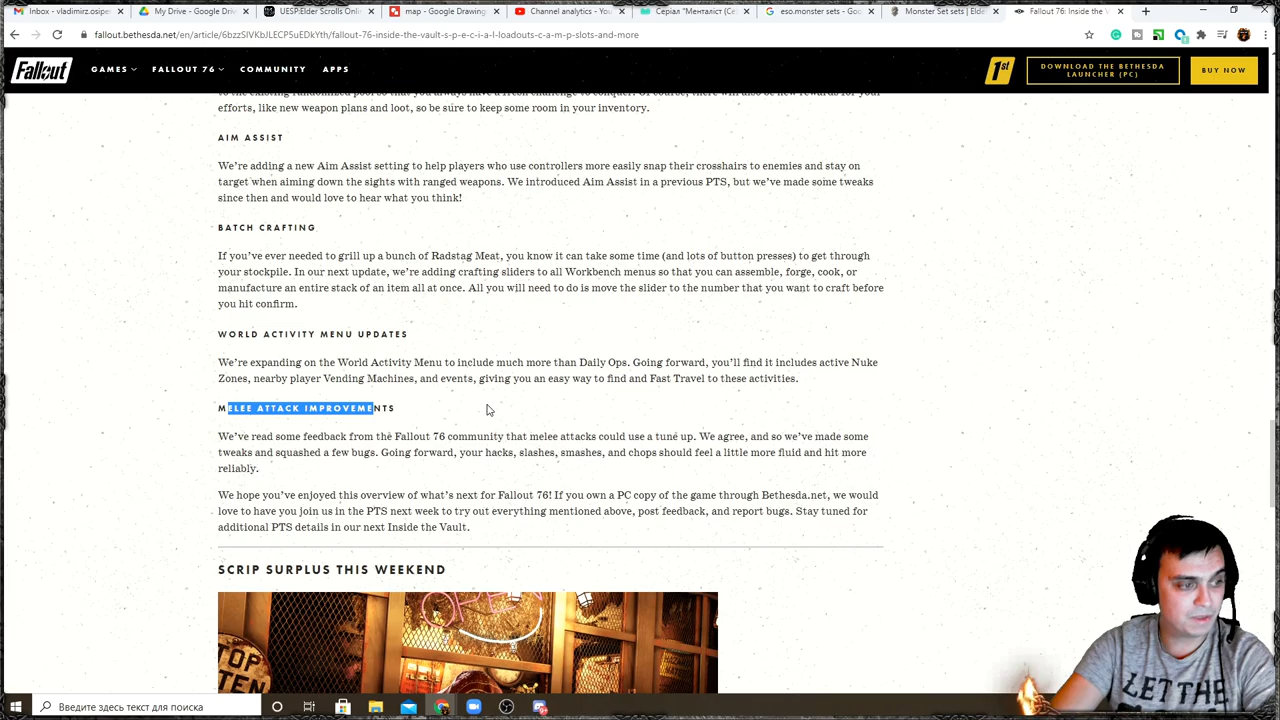 Inbox - vladimirz.osiper
My Drive - Google Driv
UESP:Elder Scrolls Onlin
map - Google Drawing
Channel analytics - You
Серіал "Менталіст (Се
eso.monster sets - Goo
Monster Set sets | Elde
Fallout 76: Inside the V
fallout.bethesda.net/en/article/6bzzSlVKbJLECP5uEDkYth/fallout-76-inside-the-vault-s-p-e-c-i-a-l-loadouts-c-a-m-p-slots-and-more
Fallout
GAMES
FALLOUT 76
COMMUNITY
APPS
1st
DOWNLOAD THE BETHESDA
LAUNCHER (PC)
BUY NOW
to the existing randomized pool so that you always have a fresh challenge to conquer. Of course, there will also be new rewards for your
efforts, like new weapon plans and loot, so be sure to keep some room in your inventory.
AIM ASSIST
We're adding a new Aim Assist setting to help players who use controllers more easily snap their crosshairs to enemies and stay on
target when aiming down the sights with ranged weapons. We introduced Aim Assist in a previous PTS, but we've made some tweaks
since then and would love to hear what you think!
BATCH CRAFTING
If you've ever needed to grill up a bunch of Radstag Meat, you know it can take some time (and lots of button presses) to get through
your stockpile. In our next update, we're adding crafting sliders to all Workbench menus so that you can assemble, forge, cook, or
manufacture an entire stack of an item all at once. All you will need to do is move the slider to the number that you want to craft before
you hit confirm.
WORLD ACTIVITY MENU UPDATES
We're expanding on the World Activity Menu to include much more than Daily Ops. Going forward, you'll find it includes active Nuke
Zones, nearby player Vending Machines, and events, giving you an easy way to find and Fast Travel to these activities.
MELEE ATTACK IMPROVEMENTS
We've read some feedback from the Fallout 76 community that melee attacks could use a tune up. We agree, and so we've made some
tweaks and squashed a few bugs. Going forward, your hacks, slashes, smashes, and chops should feel a little more fluid and hit more
reliably.
We hope you've enjoyed this overview of what's next for Fallout 76! If you own a PC copy of the game through Bethesda.net, we would
love to have you join us in the PTS next week to try out everything mentioned above, post feedback, and report bugs. Stay tuned for
additional PTS details in our next Inside the Vault.
SCRIP SURPLUS THIS WEEKEND
TOP
TEN
LET THE
Введите здесь текст для поиска